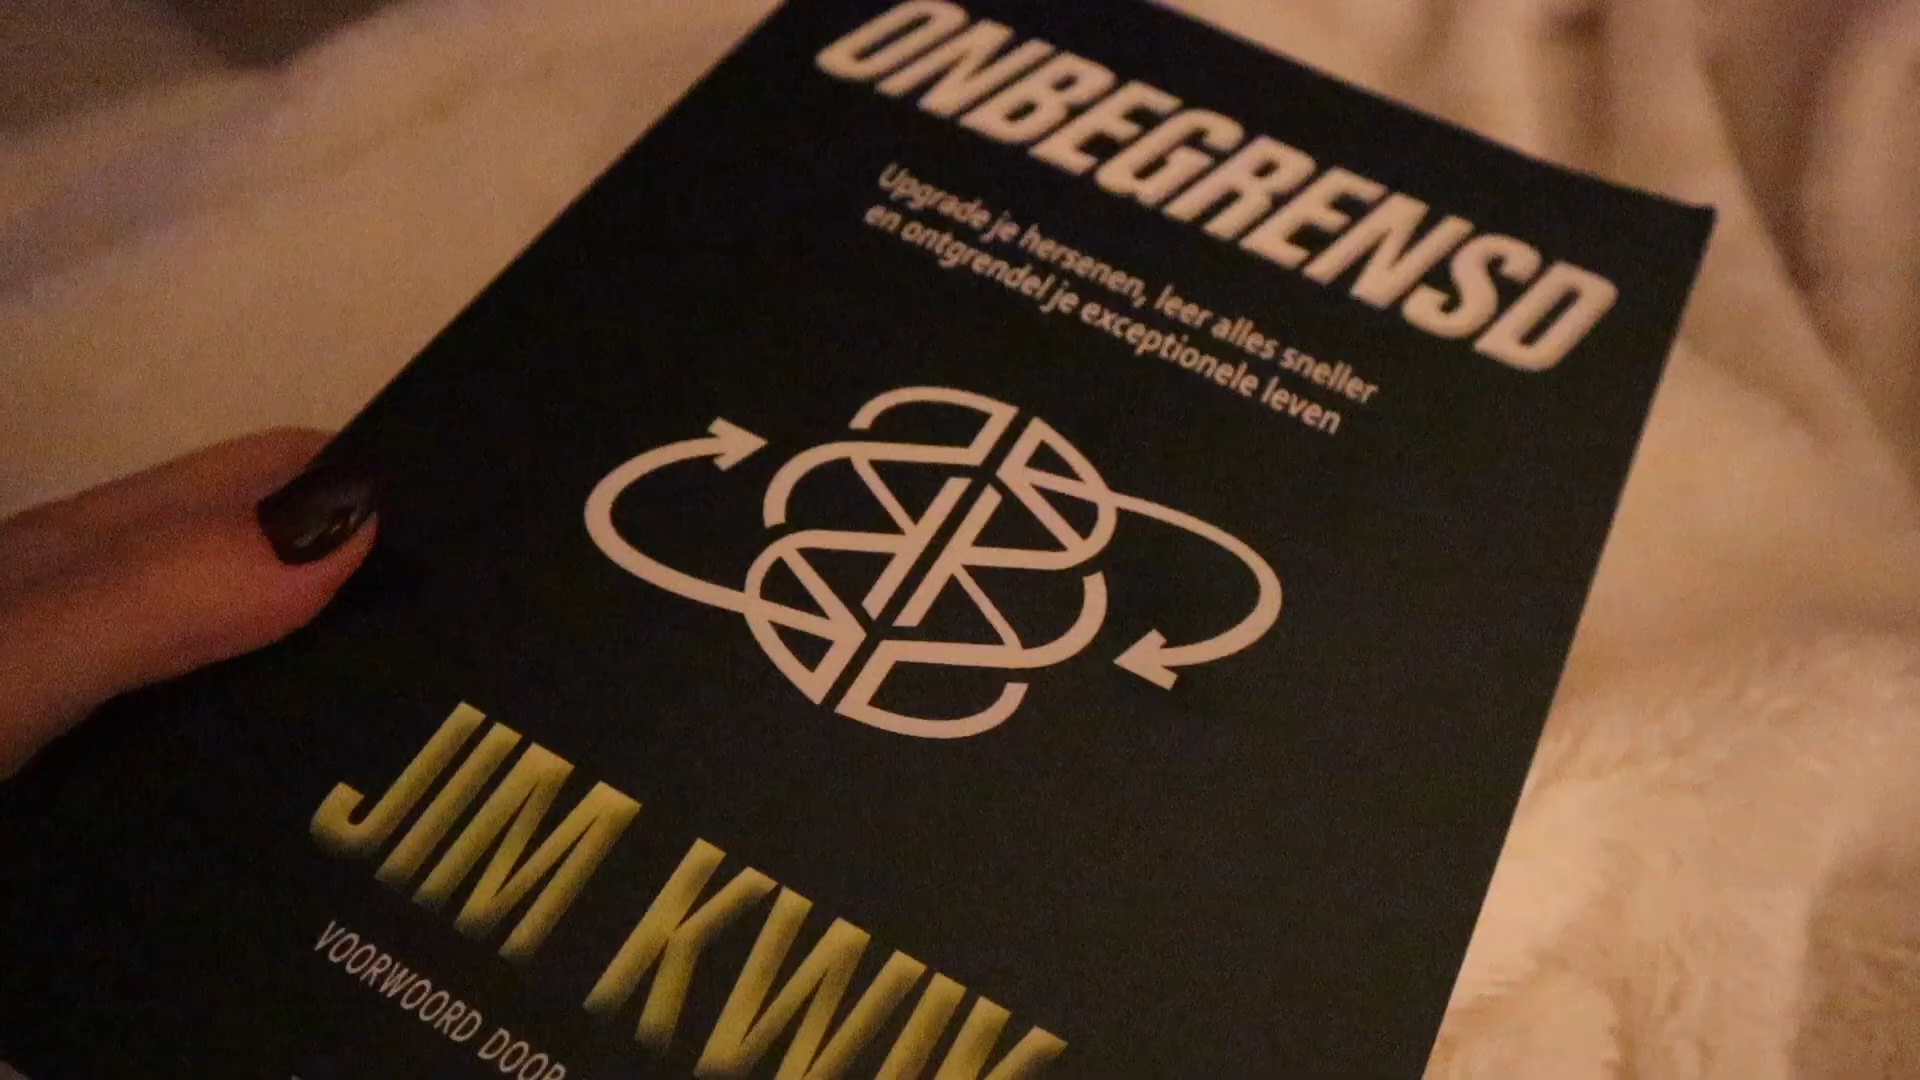 ONBEGRENSD
Upgrade je hersenen, leer alles sneller
en ontgrendel je exceptionele leven
JIM KWIK
VOORWOORD DOOR